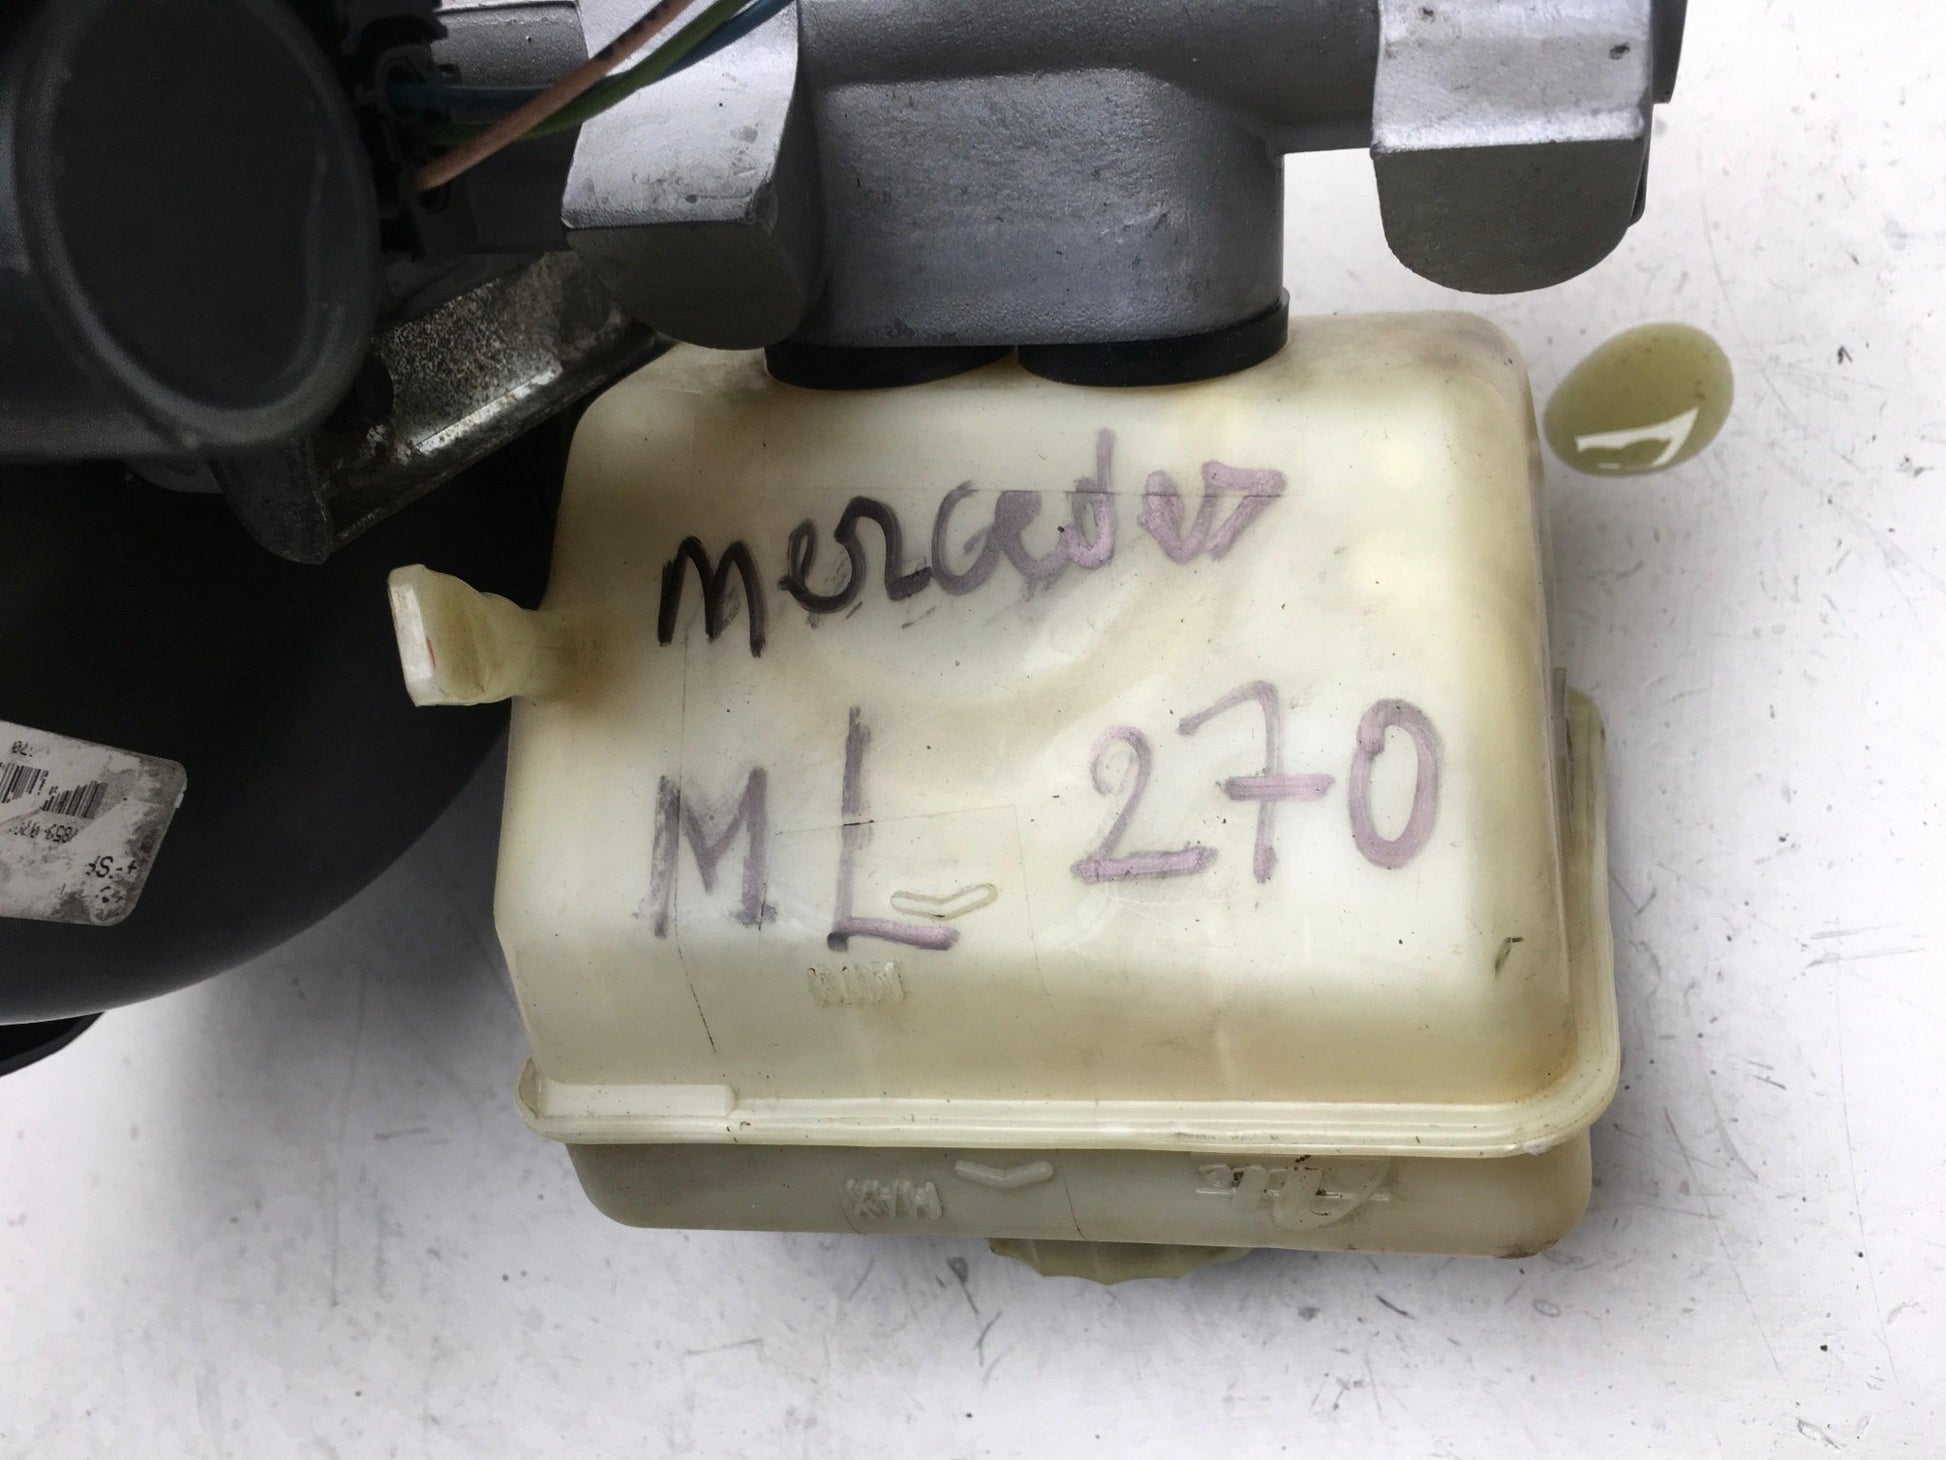 mercedes
ML 270
MIN
MAX